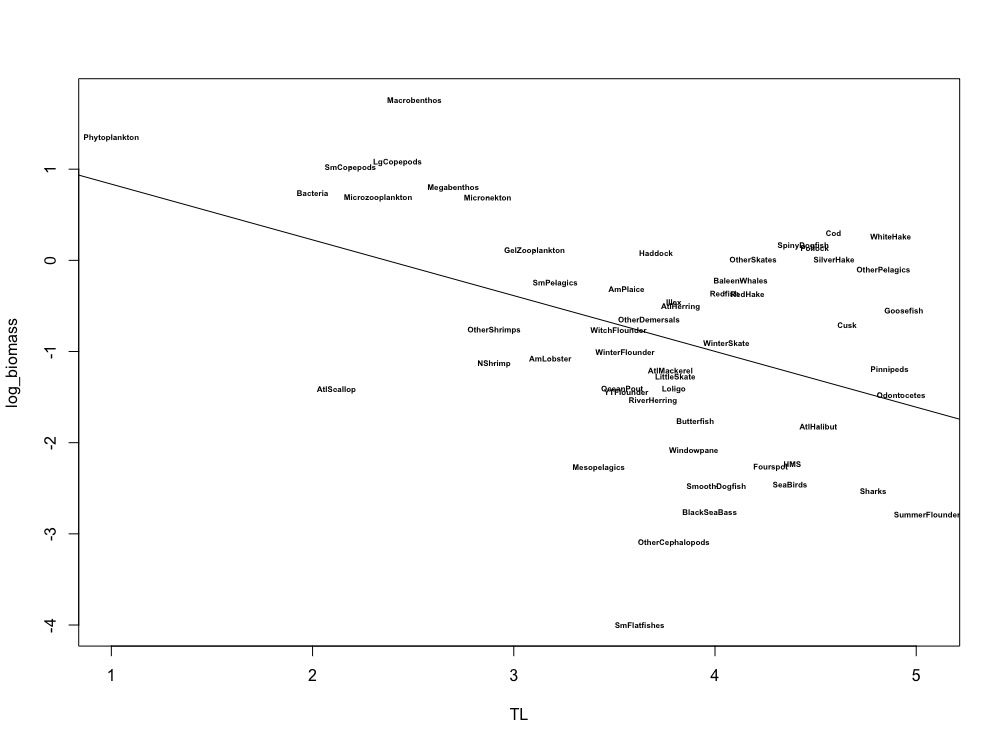 Macrobenthos
Phytoplankton
LgCopepods
SmCopepods
Megabenthos
Bacteria
Microzooplankton
Micronekton
Cod
WhiteHake
SpinyDogfish
Pollock
GelZooplankton
Haddock
OtherSkates
SilverHake
OtherPelagics
SmPelagics
BaleenWhales
AmPlaice
Redfish
RedHake
Illex
AtlHerring
Goosefish
OtherDemersals
Cusk
OtherShrimps
WitchFlounder
WinterSkate
WinterFlounder
AmLobster
NShrimp
AtlMackerel
Pinnipeds
LittleSkate
AtlScallop
OceanPout
Loligo
YTFlounder
Odontocetes
RiverHerring
Butterfish
AtlHalibut
Windowpane
HMS
Mesopelagics
Fourspot
SmoothDogfish
SeaBirds
Sharks
BlackSeaBass
SummerFlounder
OtherCephalopods
SmFlatfishes
1
0
-1
-2
-3
-4
log_biomass
1 2 3 4 5
TL